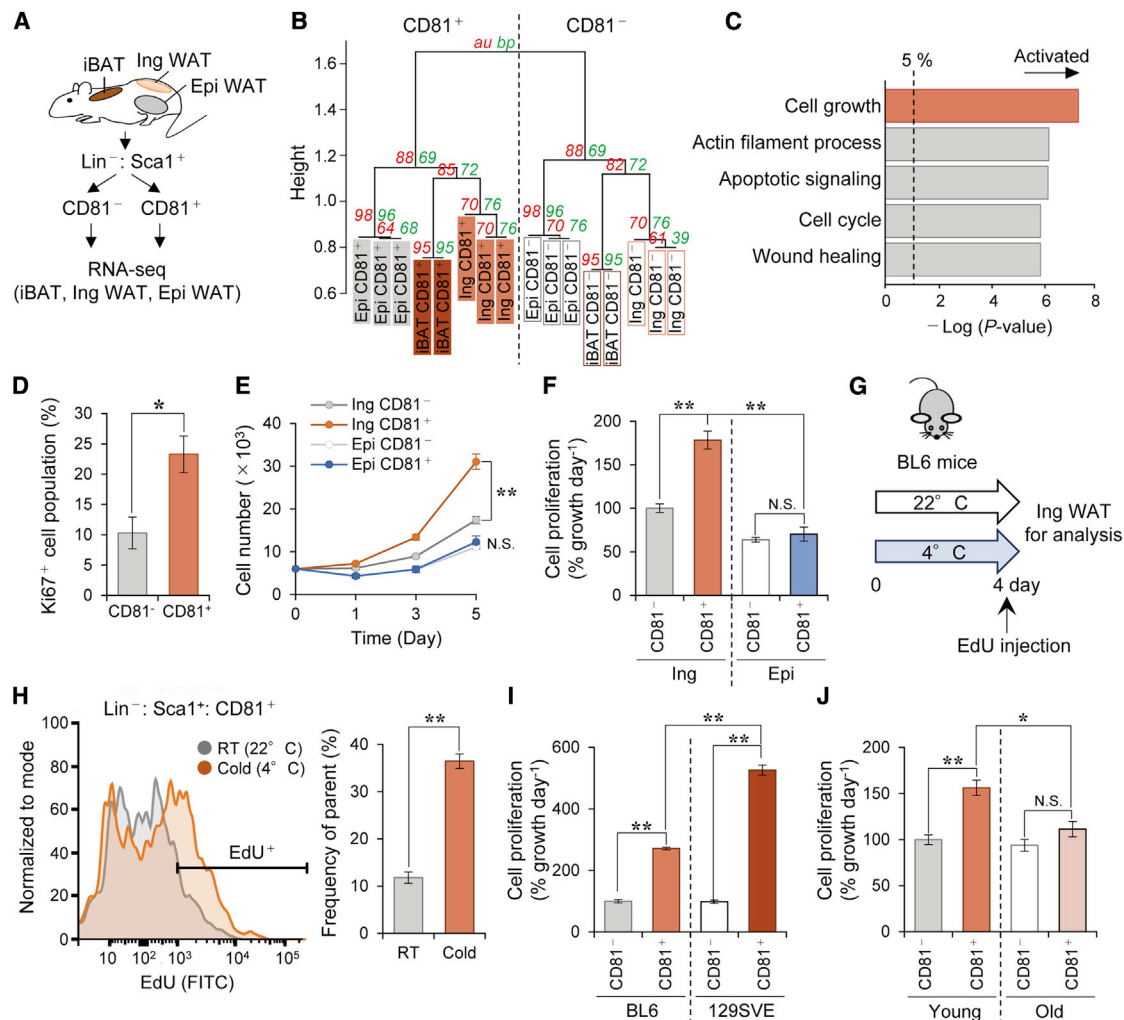 A
iBAT
Ing WAT
Epi WAT
Lin⁻: Sca1⁺
CD81⁻
CD81⁺
RNA-seq
(iBAT, Ing WAT, Epi WAT)
B
CD81⁺
CD81⁻
au bp
Height
1.6
1.4
1.2
1.0
0.8
0.6
88 69
85 72
98 96
64 68
95 95
70 76
70 76
88 69
82 72
98 96
70 76
95 95
70 76
61 39
Epi CD81⁺
Epi CD81⁺
Epi CD81⁺
iBAT CD81⁺
iBAT CD81⁺
Ing CD81⁺
Ing CD81⁺
Ing CD81⁺
Epi CD81⁻
Epi CD81⁻
Epi CD81⁻
iBAT CD81⁻
iBAT CD81⁻
Ing CD81⁻
Ing CD81⁻
Ing CD81⁻
C
5 %
Activated
Cell growth
Actin filament process
Apoptotic signaling
Cell cycle
Wound healing
0 2 4 6 8
− Log (P-value)
D
Ki67⁺ cell population (%)
30
25
20
15
10
5
0
*
CD81- CD81+
E
Cell number (× 10³)
40
30
20
10
0
Ing CD81⁻
Ing CD81⁺
Epi CD81⁻
Epi CD81⁺
**
N.S.
0 1 3 5
Time (Day)
F
Cell proliferation
(% growth day⁻¹)
200
150
100
50
0
** **
N.S.
CD81⁻
CD81⁺
CD81⁻
CD81⁺
Ing Epi
G
BL6 mice
22° C
4° C
Ing WAT
for analysis
0 4 day
EdU injection
H
Lin⁻: Sca1⁺: CD81⁺
Normalized to mode
100
80
60
40
20
0
RT (22° C)
Cold (4° C)
EdU⁺
10 10² 10³ 10⁴ 10⁵
EdU (FITC)
Frequency of parent (%)
40
30
20
10
0
**
RT Cold
I
Cell proliferation
(% growth day⁻¹)
600
400
200
0
**
**
**
CD81⁻
CD81⁺
CD81⁻
CD81⁺
BL6 129SVE
J
Cell proliferation
(% growth day⁻¹)
200
150
100
50
0
*
**
N.S.
CD81⁻
CD81⁺
CD81⁻
CD81⁺
Young Old